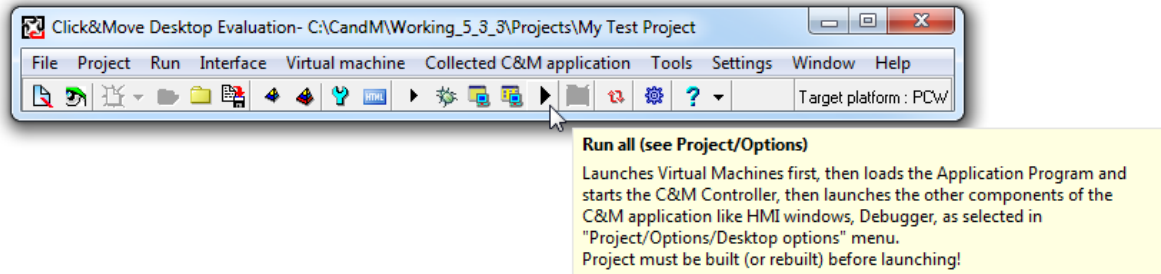 Click&Move Desktop Evaluation- C:\CandM\Working_5_3_3\Projects\My Test Project
File Project Run Interface Virtual machine Collected C&M application Tools Settings Window Help
HTML ? Target platform : PCW
Run all (see Project/Options)
Launches Virtual Machines first, then loads the Application Program and
starts the C&M Controller, then launches the other components of the
C&M application like HMI windows, Debugger, as selected in
"Project/Options/Desktop options" menu.
Project must be built (or rebuilt) before launching!